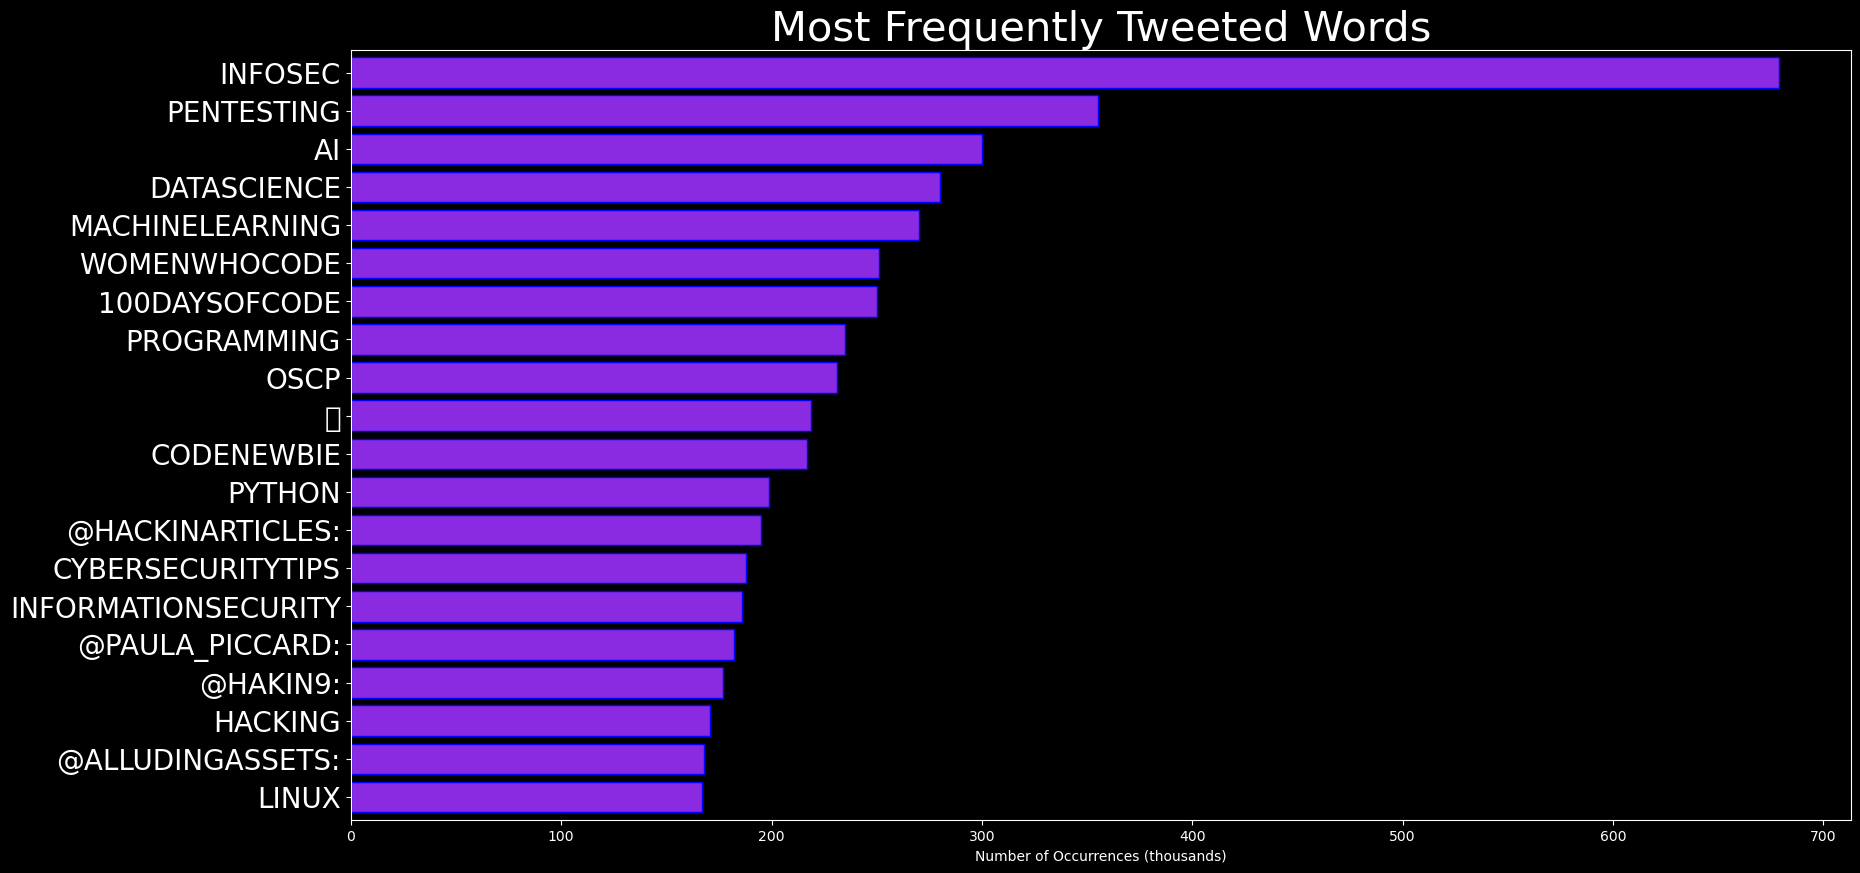 Most Frequently Tweeted Words
INFOSEC
PENTESTING
AI
DATASCIENCE
MACHINELEARNING
WOMENWHOCODE
100DAYSOFCODE
PROGRAMMING
OSCP
CODENEWBIE
PYTHON
@HACKINARTICLES:
CYBERSECURITYTIPS
INFORMATIONSECURITY
@PAULA_PICCARD:
@HAKIN9:
HACKING
@ALLUDINGASSETS:
LINUX
0 100 200 300 400 500 600 700
Number of Occurrences (thousands)